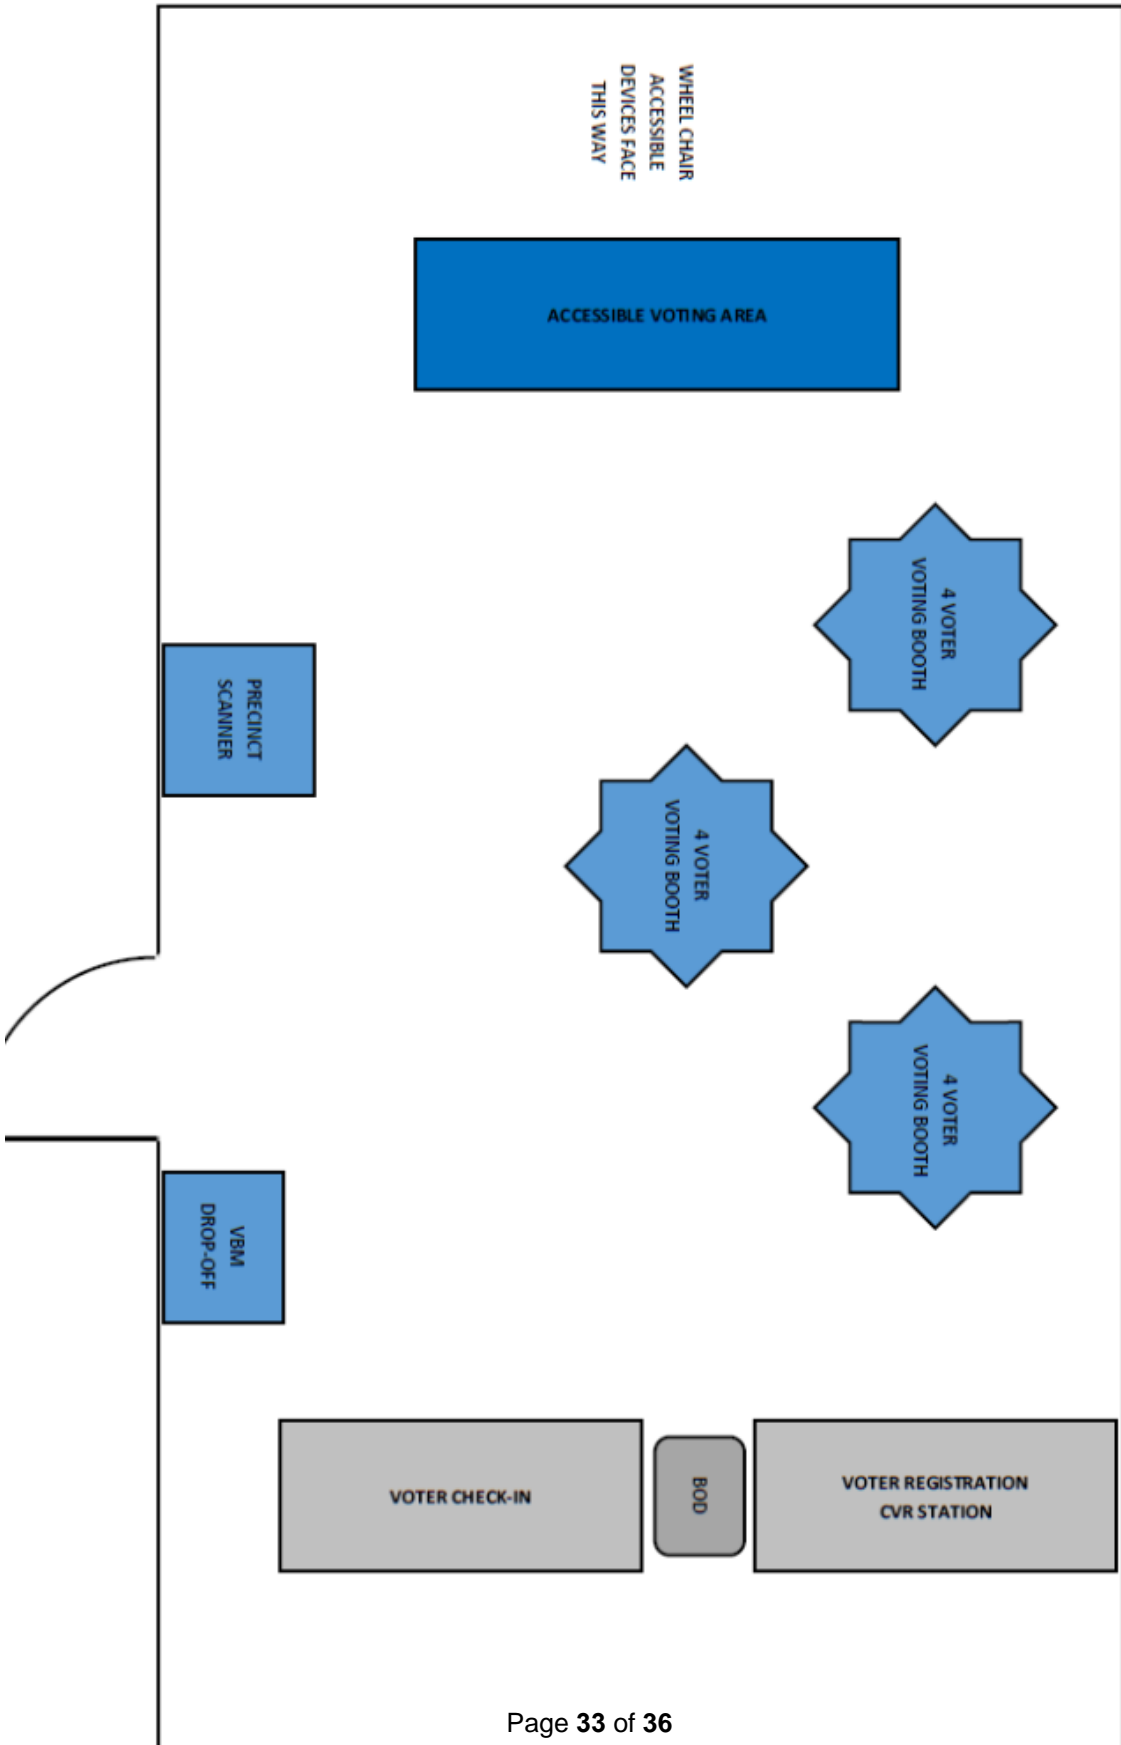 WHEEL CHAIR
ACCESSIBLE
DEVICES FACE
THIS WAY
ACCESSIBLE VOTING AREA
4 VOTER
VOTING BOOTH
PRECINCT
SCANNER
4 VOTER
VOTING BOOTH
4 VOTER
VOTING BOOTH
VBM
DROP-OFF
VOTER CHECK-IN
BOD
VOTER REGISTRATION
CVR STATION
Page 33 of 36